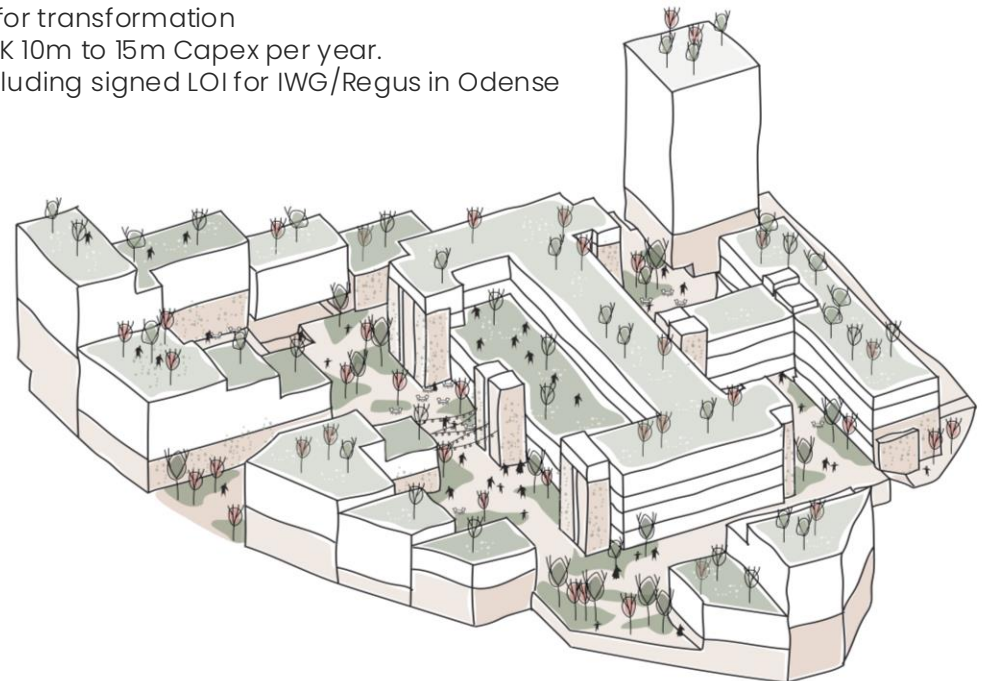 for transformation
K 10m to 15m Capex per year.
luding signed LOI for IWG/Regus in Odense